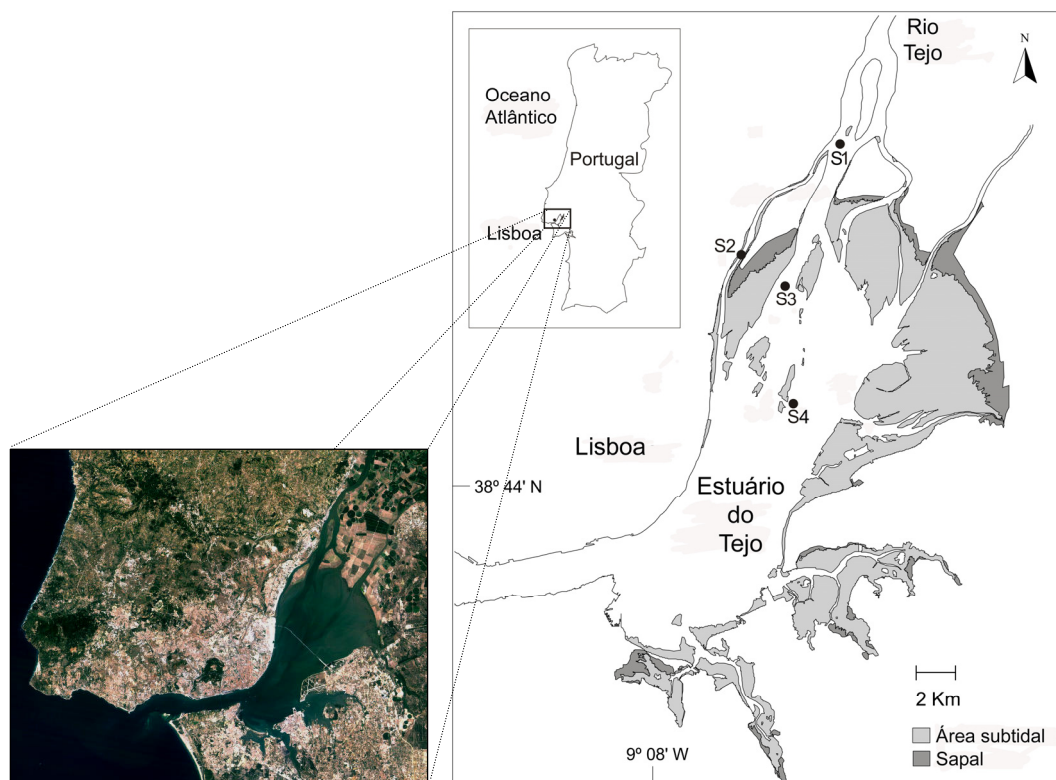 Oceano
Atlântico
Portugal
Lisboa
Rio
Tejo
N
S1
S2
S3
S4
Lisboa
38º 44' N
Estuário
do
Tejo
2 Km
Área subtidal
Sapal
9º 08' W